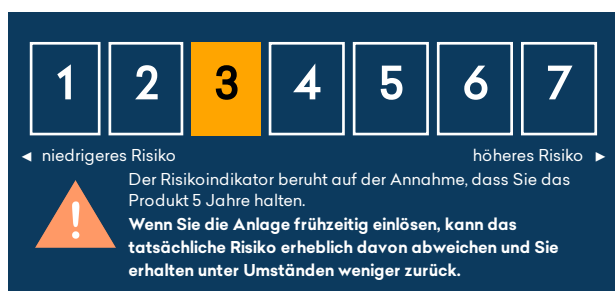 1 2 3 4 5 6 7
◄ niedrigeres Risiko höheres Risiko ►
!
Der Risikoindikator beruht auf der Annahme, dass Sie das
Produkt 5 Jahre halten.
Wenn Sie die Anlage frühzeitig einlösen, kann das
tatsächliche Risiko erheblich davon abweichen und Sie
erhalten unter Umständen weniger zurück.